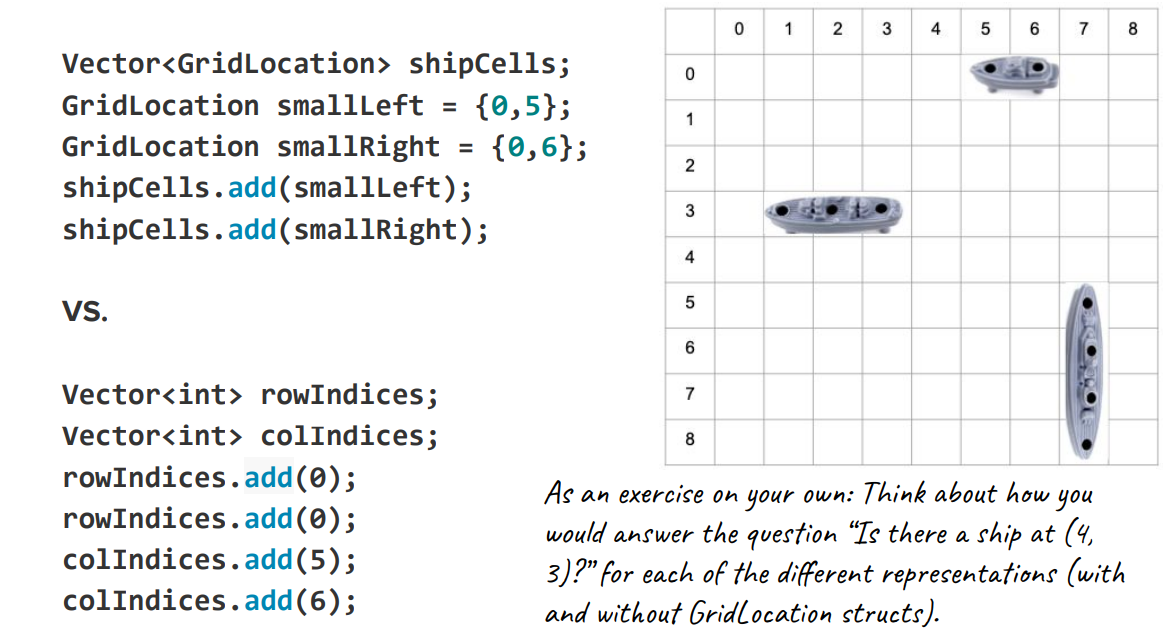 Vector<GridLocation> shipCells;
GridLocation smallLeft = {0,5};
GridLocation smallRight = {0,6};
shipCells.add(smallLeft);
shipCells.add(smallRight);
vs.
Vector<int> rowIndices;
Vector<int> colIndices;
rowIndices.add(0);
rowIndices.add(0);
colIndices.add(5);
colIndices.add(6);
0 1 2 3 4 5 6 7 8
0
1
2
3
4
5
6
7
8
As an exercise on your own: Think about how you
would answer the question “Is there a ship at (4,
3)?” for each of the different representations (with
and without GridLocation structs).